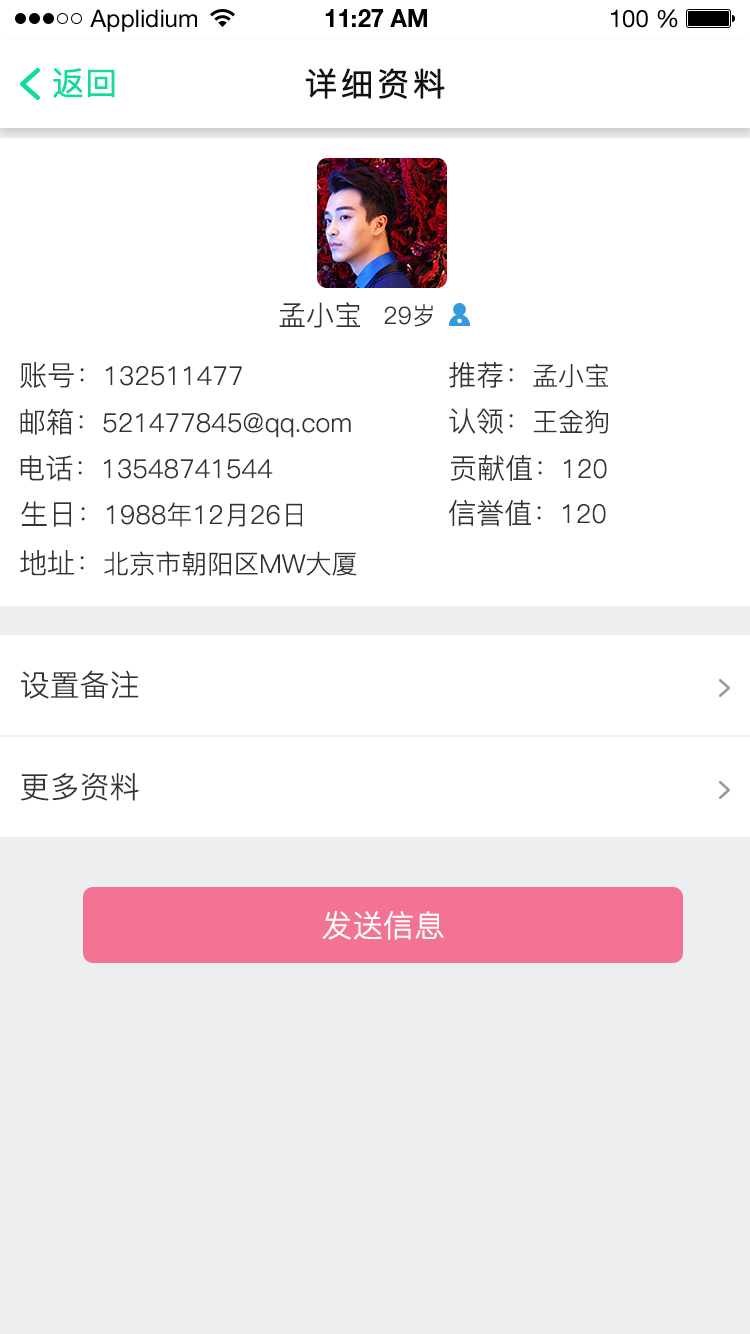 Applidium 11:27 AM 100 %
返回 详细资料
孟小宝 29岁
账号：132511477 推荐：孟小宝
邮箱：521477845@qq.com 认领：王金狗
电话：13548741544 贡献值：120
生日：1988年12月26日 信誉值：120
地址：北京市朝阳区MW大厦
设置备注
更多资料
发送信息